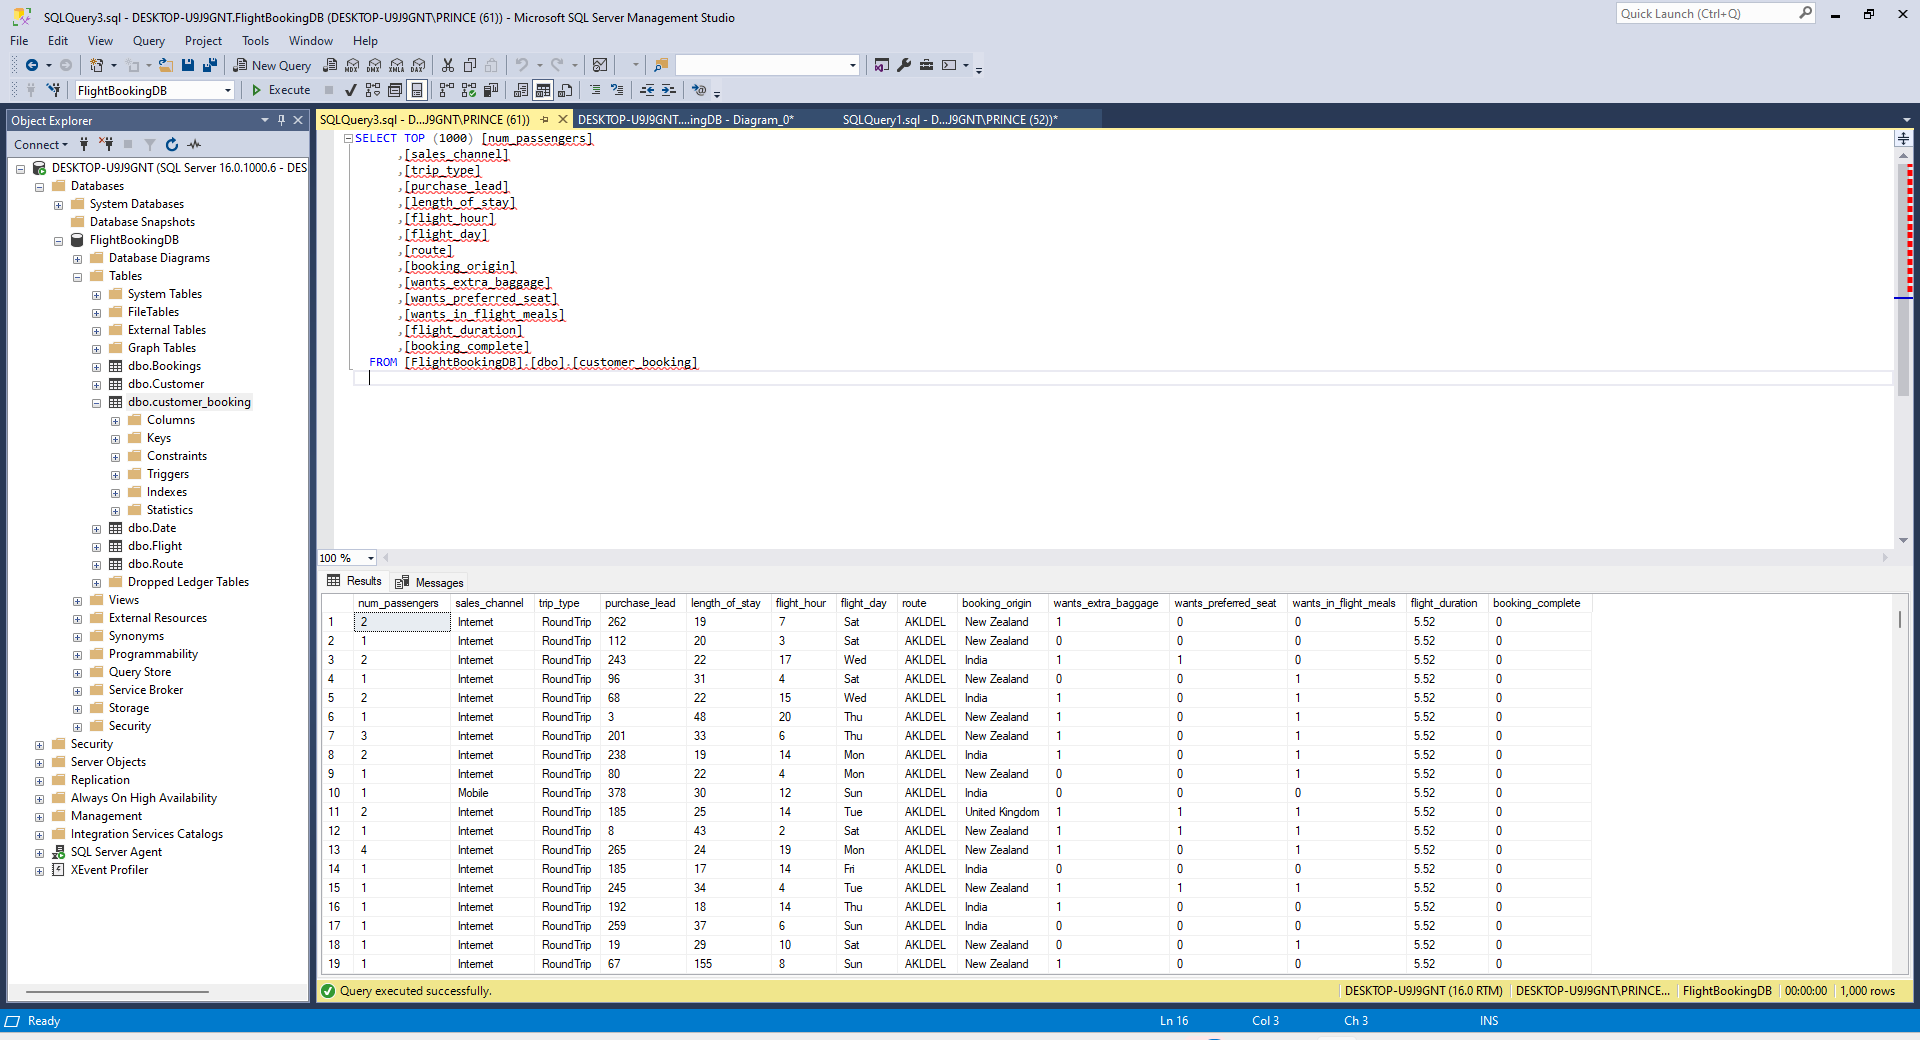 SQLQuery3.sql - DESKTOP-U9J9GNT.FlightBookingDB (DESKTOP-U9J9GNT\PRINCE (61)) - Microsoft SQL Server Management Studio
Quick Launch (Ctrl+Q)
File Edit View Query Project Tools Window Help
New Query MDX DMX XMLA DAX
FlightBookingDB Execute
Object Explorer
Connect
DESKTOP-U9J9GNT (SQL Server 16.0.1000.6 - DES
Databases
System Databases
Database Snapshots
FlightBookingDB
Database Diagrams
Tables
System Tables
FileTables
External Tables
Graph Tables
dbo.Bookings
dbo.Customer
dbo.customer_booking
Columns
Keys
Constraints
Triggers
Indexes
Statistics
dbo.Date
dbo.Flight
dbo.Route
Dropped Ledger Tables
Views
External Resources
Synonyms
Programmability
Query Store
Service Broker
Storage
Security
Security
Server Objects
Replication
Always On High Availability
Management
Integration Services Catalogs
SQL Server Agent
XEvent Profiler
SQLQuery3.sql - D...J9GNT\PRINCE (61)) DESKTOP-U9J9GNT....ingDB - Diagram_0* SQLQuery1.sql - D...J9GNT\PRINCE (52))*
SELECT TOP (1000) [num_passengers]
,[sales_channel]
,[trip_type]
,[purchase_lead]
,[length_of_stay]
,[flight_hour]
,[flight_day]
,[route]
,[booking_origin]
,[wants_extra_baggage]
,[wants_preferred_seat]
,[wants_in_flight_meals]
,[flight_duration]
,[booking_complete]
FROM [FlightBookingDB].[dbo].[customer_booking]
100 %
Results Messages
num_passengers sales_channel trip_type purchase_lead length_of_stay flight_hour flight_day route booking_origin wants_extra_baggage wants_preferred_seat wants_in_flight_meals flight_duration booking_complete
1 2 Internet RoundTrip 262 19 7 Sat AKLDEL New Zealand 1 0 0 5.52 0
2 1 Internet RoundTrip 112 20 3 Sat AKLDEL New Zealand 0 0 0 5.52 0
3 2 Internet RoundTrip 243 22 17 Wed AKLDEL India 1 1 0 5.52 0
4 1 Internet RoundTrip 96 31 4 Sat AKLDEL New Zealand 0 0 1 5.52 0
5 2 Internet RoundTrip 68 22 15 Wed AKLDEL India 1 0 1 5.52 0
6 1 Internet RoundTrip 3 48 20 Thu AKLDEL New Zealand 1 0 1 5.52 0
7 3 Internet RoundTrip 201 33 6 Thu AKLDEL New Zealand 1 0 1 5.52 0
8 2 Internet RoundTrip 238 19 14 Mon AKLDEL India 1 0 1 5.52 0
9 1 Internet RoundTrip 80 22 4 Mon AKLDEL New Zealand 0 0 1 5.52 0
10 1 Mobile RoundTrip 378 30 12 Sun AKLDEL India 0 0 0 5.52 0
11 2 Internet RoundTrip 185 25 14 Tue AKLDEL United Kingdom 1 1 1 5.52 0
12 1 Internet RoundTrip 8 43 2 Sat AKLDEL New Zealand 1 1 1 5.52 0
13 4 Internet RoundTrip 265 24 19 Mon AKLDEL New Zealand 1 0 1 5.52 0
14 1 Internet RoundTrip 185 17 14 Fri AKLDEL India 0 0 0 5.52 0
15 1 Internet RoundTrip 245 34 4 Tue AKLDEL New Zealand 1 1 1 5.52 0
16 1 Internet RoundTrip 192 18 14 Thu AKLDEL India 1 0 0 5.52 0
17 1 Internet RoundTrip 259 37 6 Sun AKLDEL India 0 0 0 5.52 0
18 1 Internet RoundTrip 19 29 10 Sat AKLDEL New Zealand 0 0 1 5.52 0
19 1 Internet RoundTrip 67 155 8 Sun AKLDEL New Zealand 1 0 0 5.52 0
Query executed successfully. DESKTOP-U9J9GNT (16.0 RTM) DESKTOP-U9J9GNT\PRINCE... FlightBookingDB 00:00:00 1,000 rows
Ready Ln 16 Col 3 Ch 3 INS